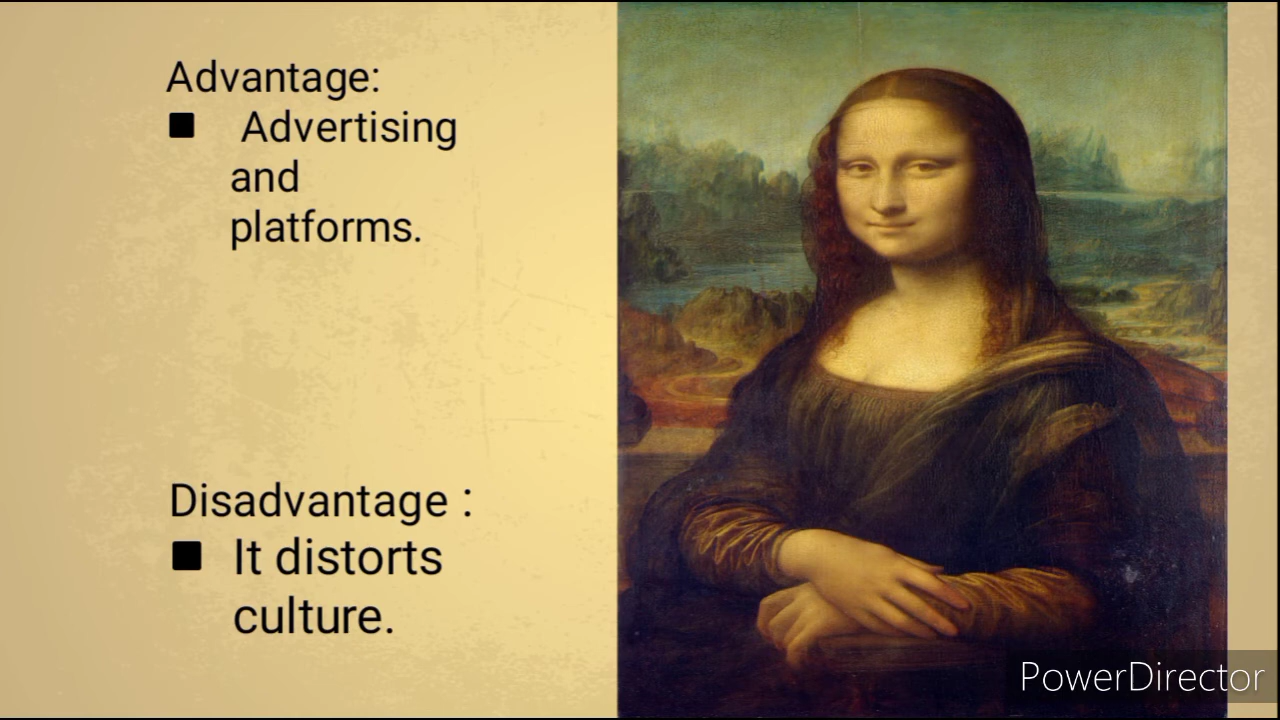 Advantage:
■ Advertising
and
platforms.
Disadvantage :
■ It distorts
culture.
PowerDirector